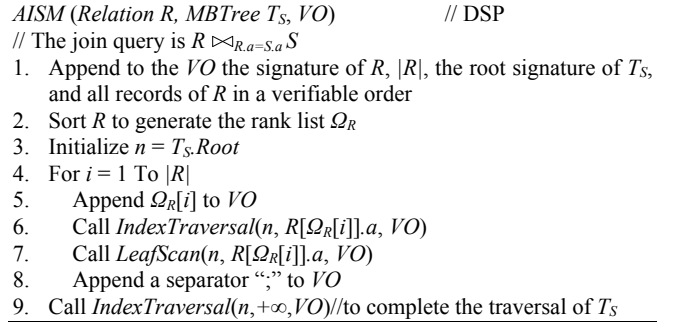 AISM (Relation R, MBTree T_S, VO) // DSP
// The join query is R ⋈_{R.a=S.a} S
1. Append to the VO the signature of R, |R|, the root signature of T_S,
and all records of R in a verifiable order
2. Sort R to generate the rank list Ω_R
3. Initialize n = T_S.Root
4. For i = 1 To |R|
5. Append Ω_R[i] to VO
6. Call IndexTraversal(n, R[Ω_R[i]].a, VO)
7. Call LeafScan(n, R[Ω_R[i]].a, VO)
8. Append a separator “;” to VO
9. Call IndexTraversal(n,+∞,VO)//to complete the traversal of T_S